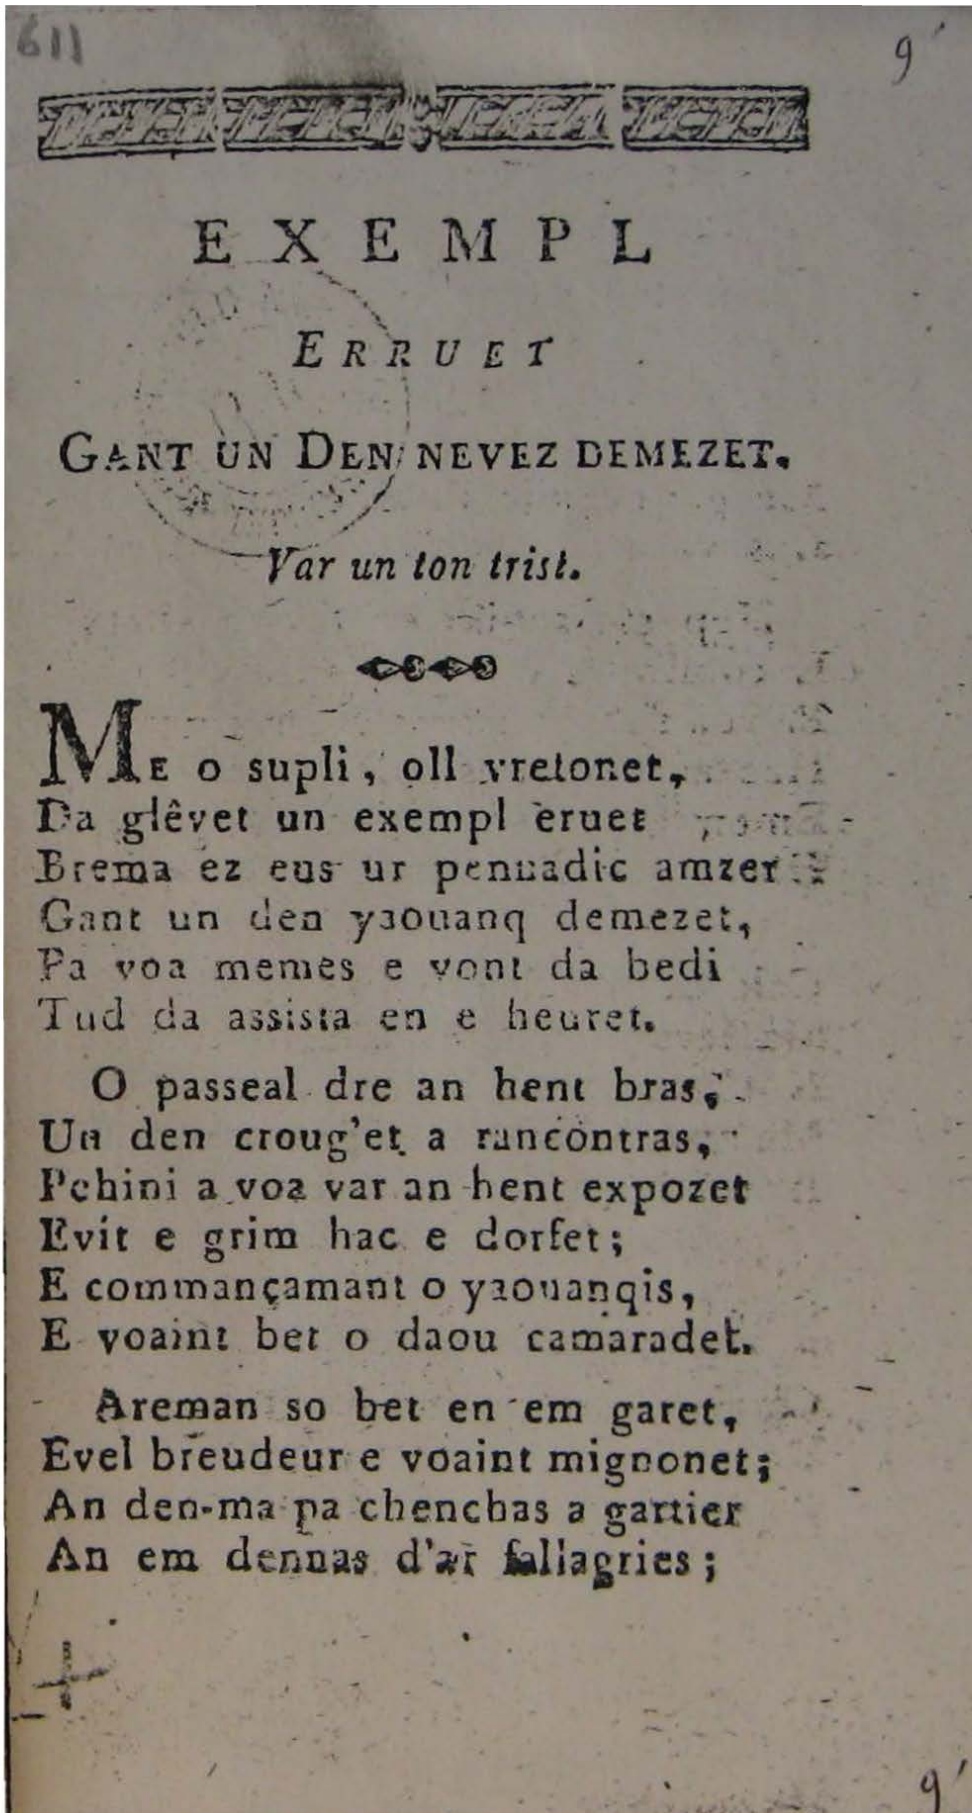 611
9'
EXEMPL
ERRUET
GANT UN DEN NEVEZ DEMEZET.
Var un ton trist.
ME o supli, oll vretonet,
Da glêvet un exempl eruet
Brema ez eus ur pennadic amzer
Gant un den yaouanq demezet,
Pa voa memes e vont da bedi
Tud da assista en e heuret.
O passeal dre an hent bras,
Un den croug'et a rancontras,
Pehini a voa var an hent expozet
Evit e grim hac e dorfet;
E commançamant o yaouanqis,
E voaint bet o daou camaradet.
Areman so bet en em garet,
Evel breudeur e voaint mignonet;
An den-ma pa chenchas a gartier
An em dennas d'ar fallagries;
9'